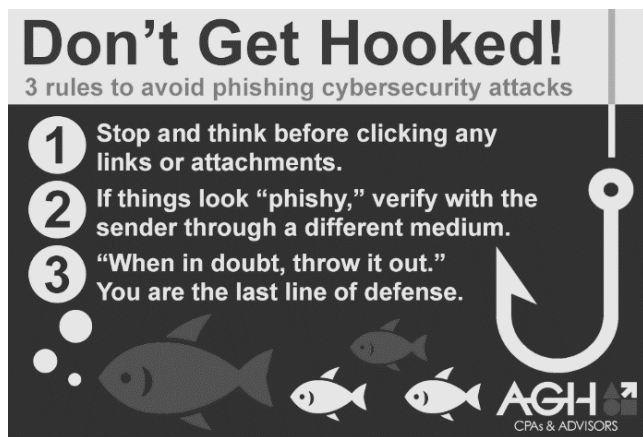 Don’t Get Hooked!
3 rules to avoid phishing cybersecurity attacks
1 Stop and think before clicking any
links or attachments.
2 If things look “phishy,” verify with the
sender through a different medium.
3 “When in doubt, throw it out.”
You are the last line of defense.
AGH
CPAs & ADVISORS